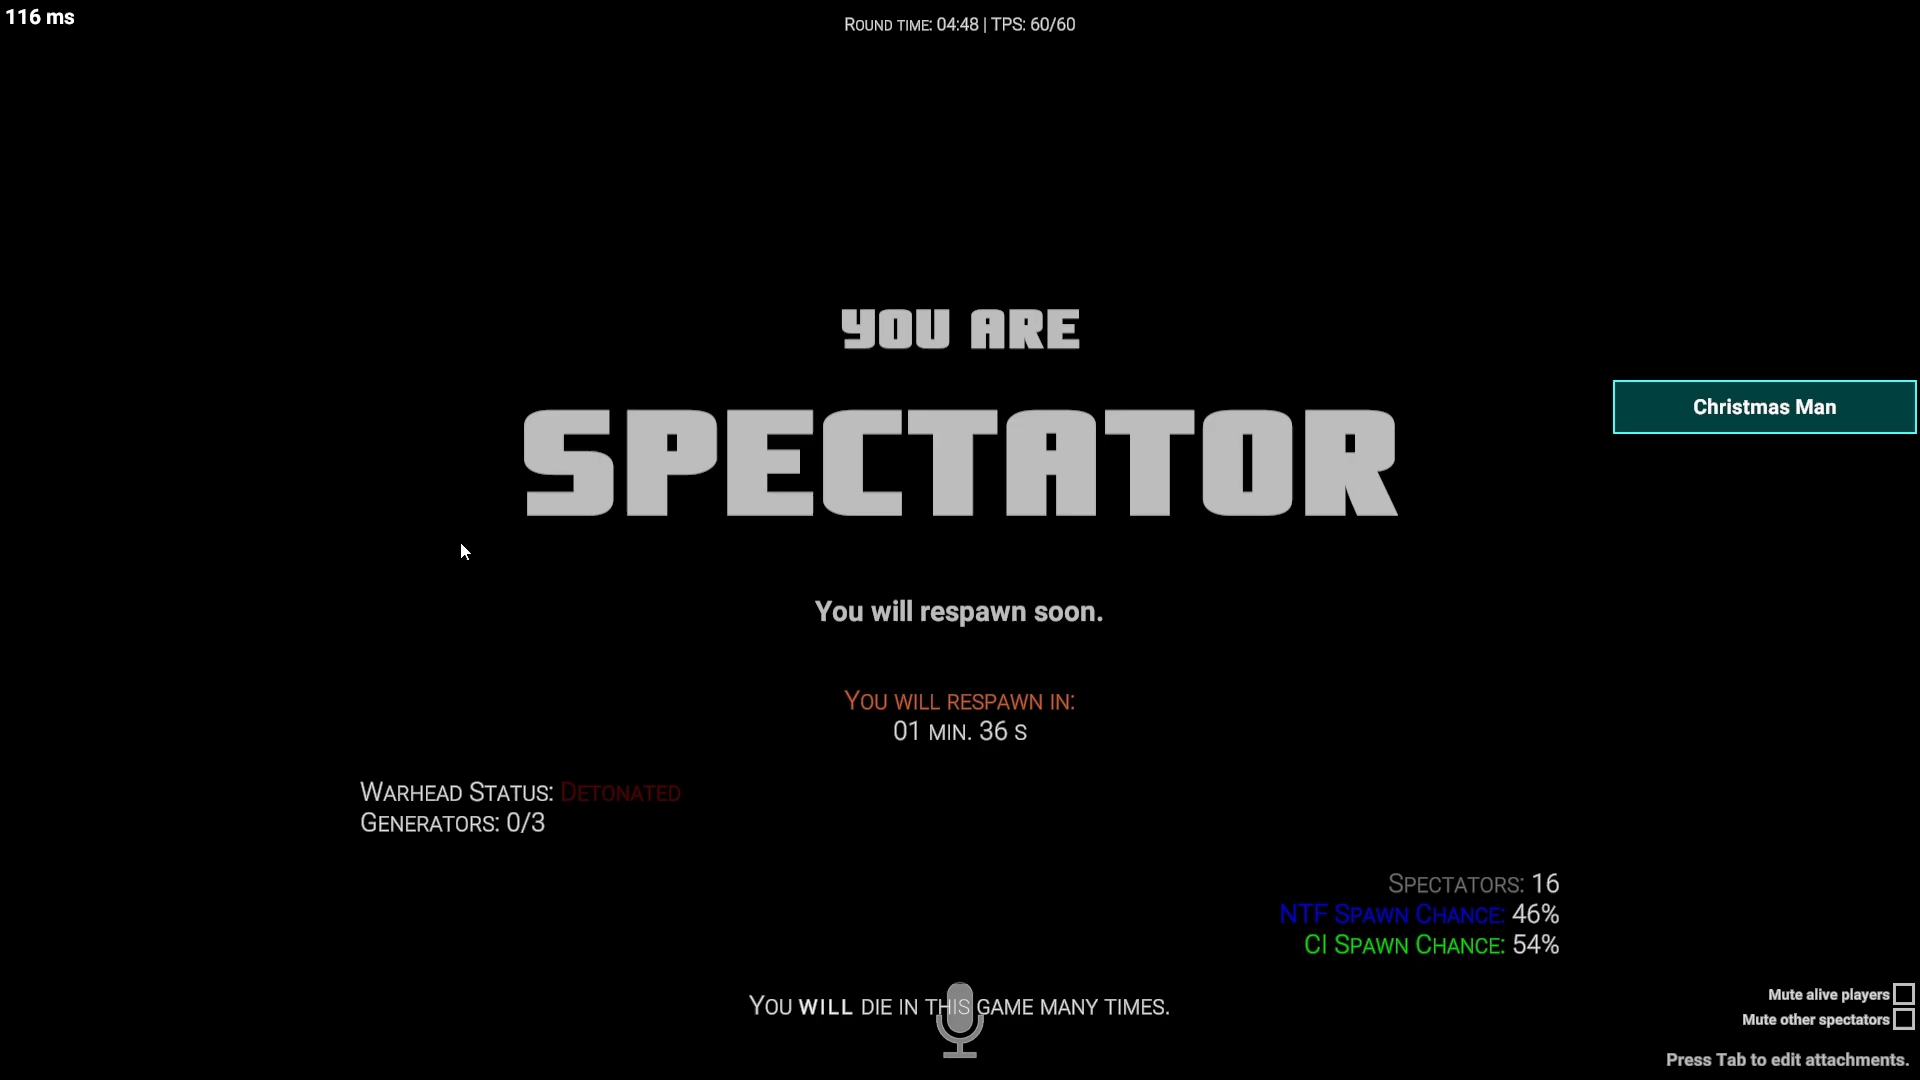 116 ms
Round time: 04:48 | TPS: 60/60
YOU ARE
SPECTATOR
Christmas Man
You will respawn soon.
You will respawn in:
01 min. 36 s
Warhead Status: Detonated
Generators: 0/3
Spectators: 16
NTF Spawn Chance: 46%
CI Spawn Chance: 54%
You WILL die in this game many times.
Mute alive players
Mute other spectators
Press Tab to edit attachments.